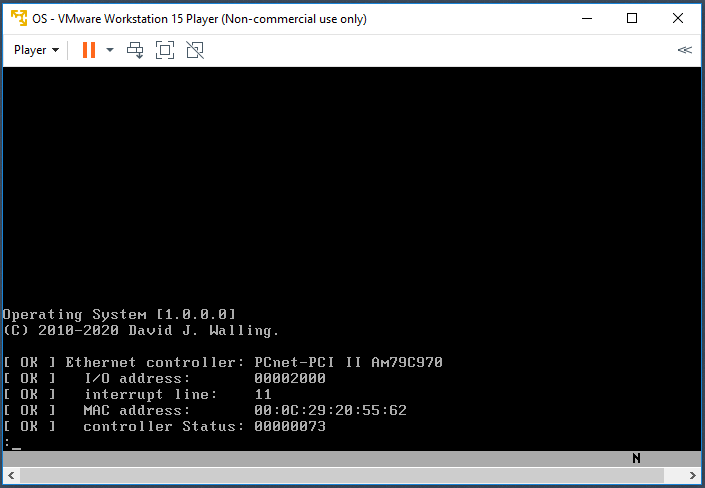 OS - VMware Workstation 15 Player (Non-commercial use only)
Player
Operating System [1.0.0.0]
(C) 2010-2020 David J. Walling.
[ OK ] Ethernet controller: PCnet-PCI II Am79C970
[ OK ]   I/O address:        00002000
[ OK ]   interrupt line:     11
[ OK ]   MAC address:        00:0C:29:20:55:62
[ OK ]   controller Status: 00000073
:_
N